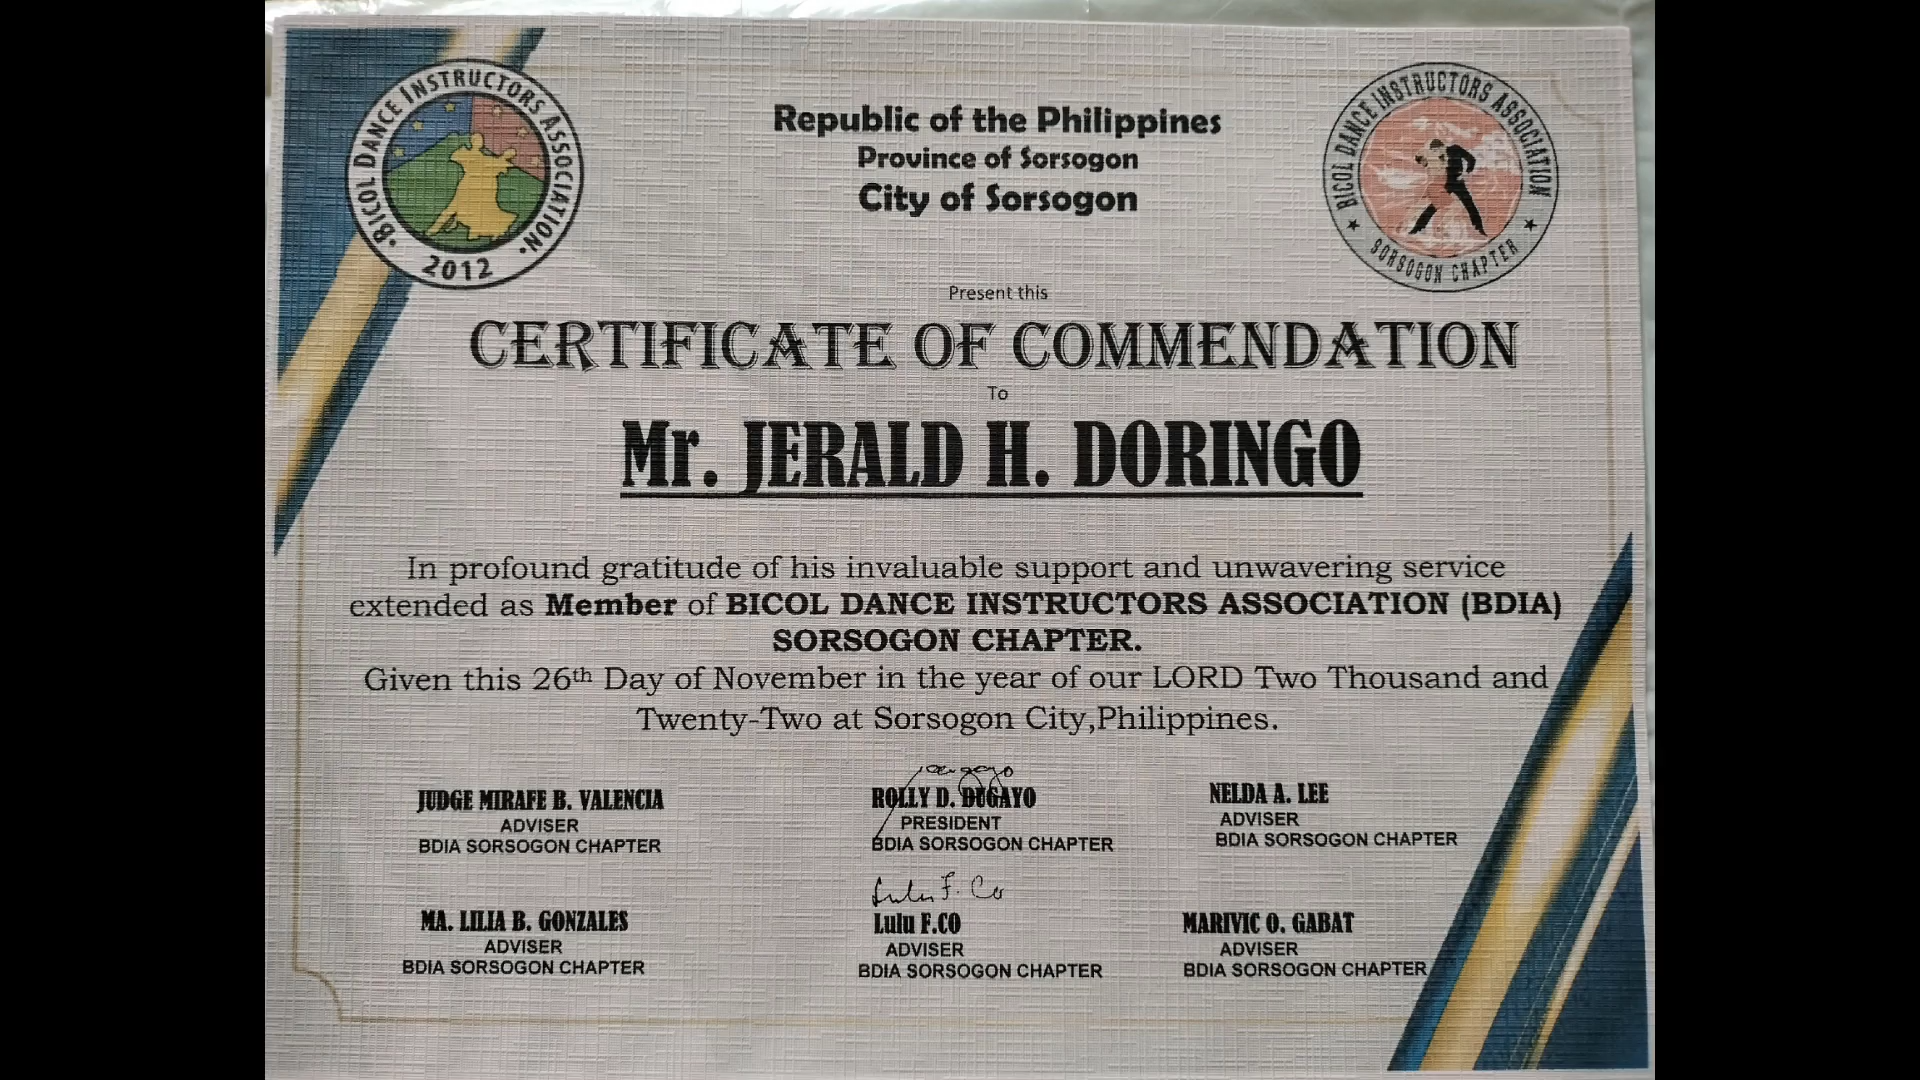 BICOL DANCE INSTRUCTORS ASSOCIATION
2012
BICOL DANCE INSTRUCTORS ASSOCIATION
SORSOGON CHAPTER
Republic of the Philippines
Province of Sorsogon
City of Sorsogon
Present this
CERTIFICATE OF COMMENDATION
To
Mr. JERALD H. DORINGO
In profound gratitude of his invaluable support and unwavering service
extended as Member of BICOL DANCE INSTRUCTORS ASSOCIATION (BDIA)
SORSOGON CHAPTER.
Given this 26th Day of November in the year of our LORD Two Thousand and
Twenty-Two at Sorsogon City,Philippines.
JUDGE MIRAFE B. VALENCIA
ADVISER
BDIA SORSOGON CHAPTER
ROLLY D. DUGAYO
PRESIDENT
BDIA SORSOGON CHAPTER
NELDA A. LEE
ADVISER
BDIA SORSOGON CHAPTER
MA. LILIA B. GONZALES
ADVISER
BDIA SORSOGON CHAPTER
Lulu F. Co
Lulu F.CO
ADVISER
BDIA SORSOGON CHAPTER
MARIVIC O. GABAT
ADVISER
BDIA SORSOGON CHAPTER